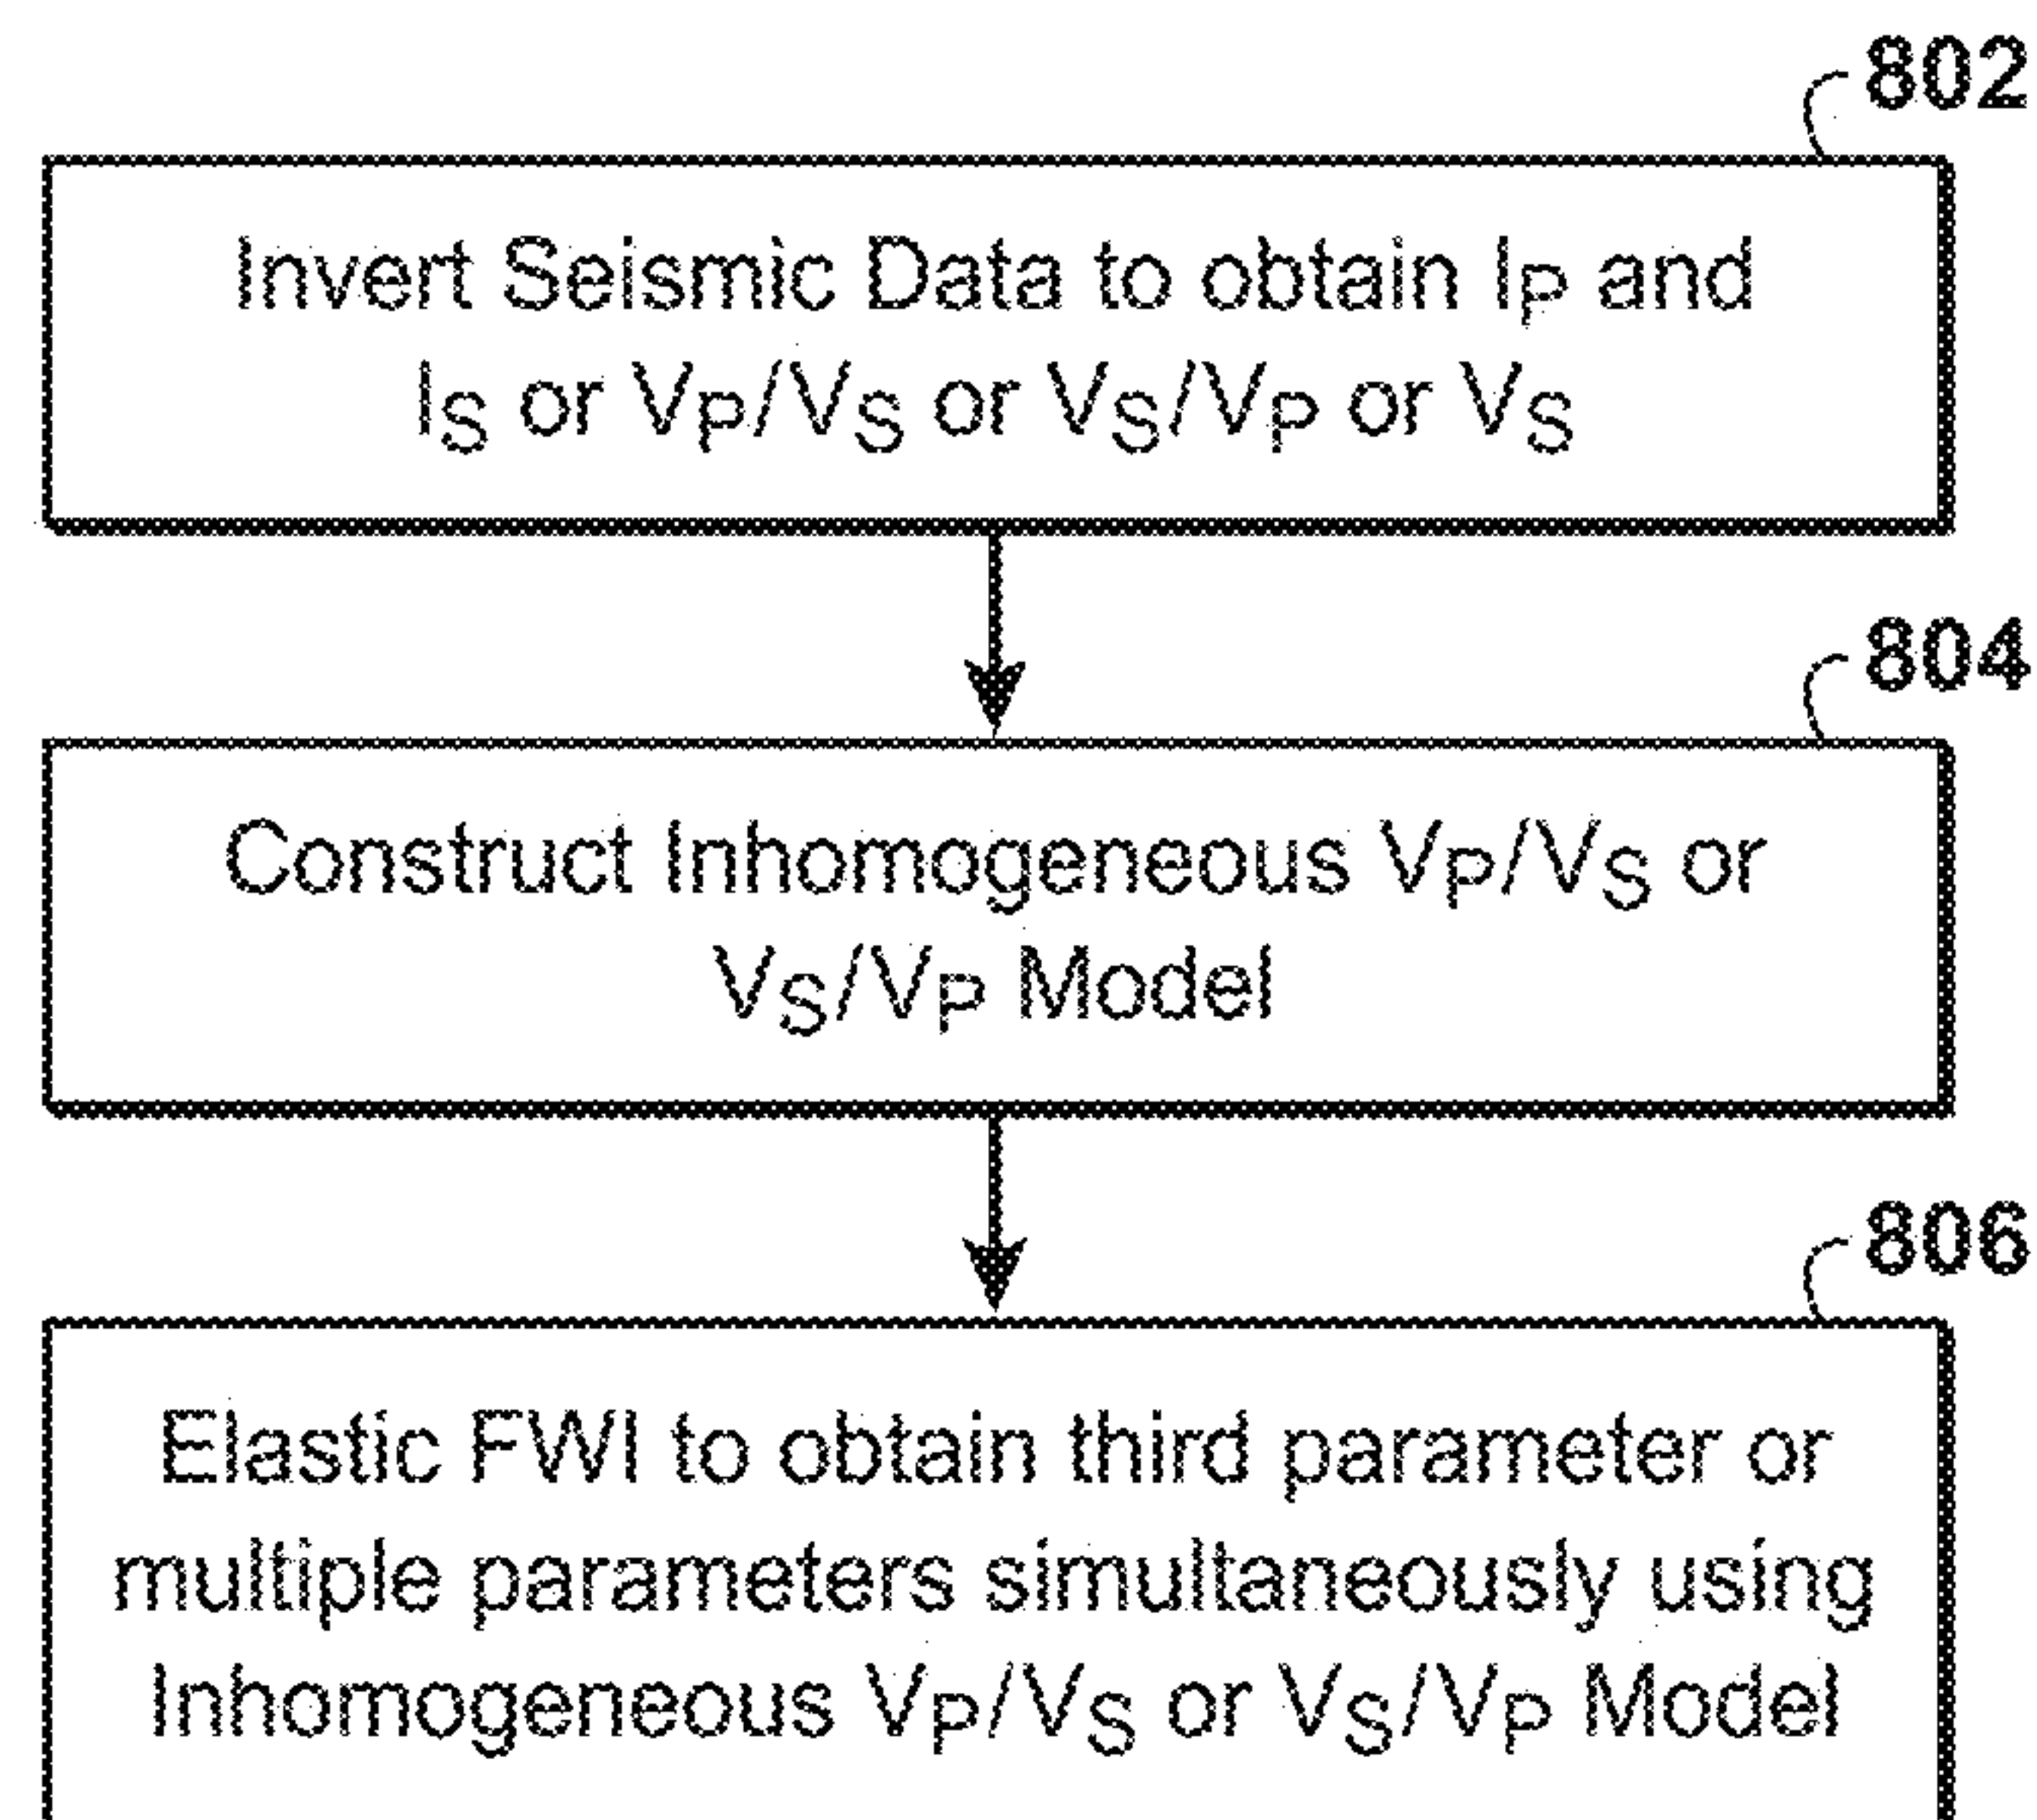 802
Invert Seismic Data to obtain IP and
IS or VP/VS or VS/VP or VS
804
Construct Inhomogeneous VP/VS or
VS/VP Model
806
Elastic FWI to obtain third parameter or
multiple parameters simultaneously using
Inhomogeneous VP/VS or VS/VP Model